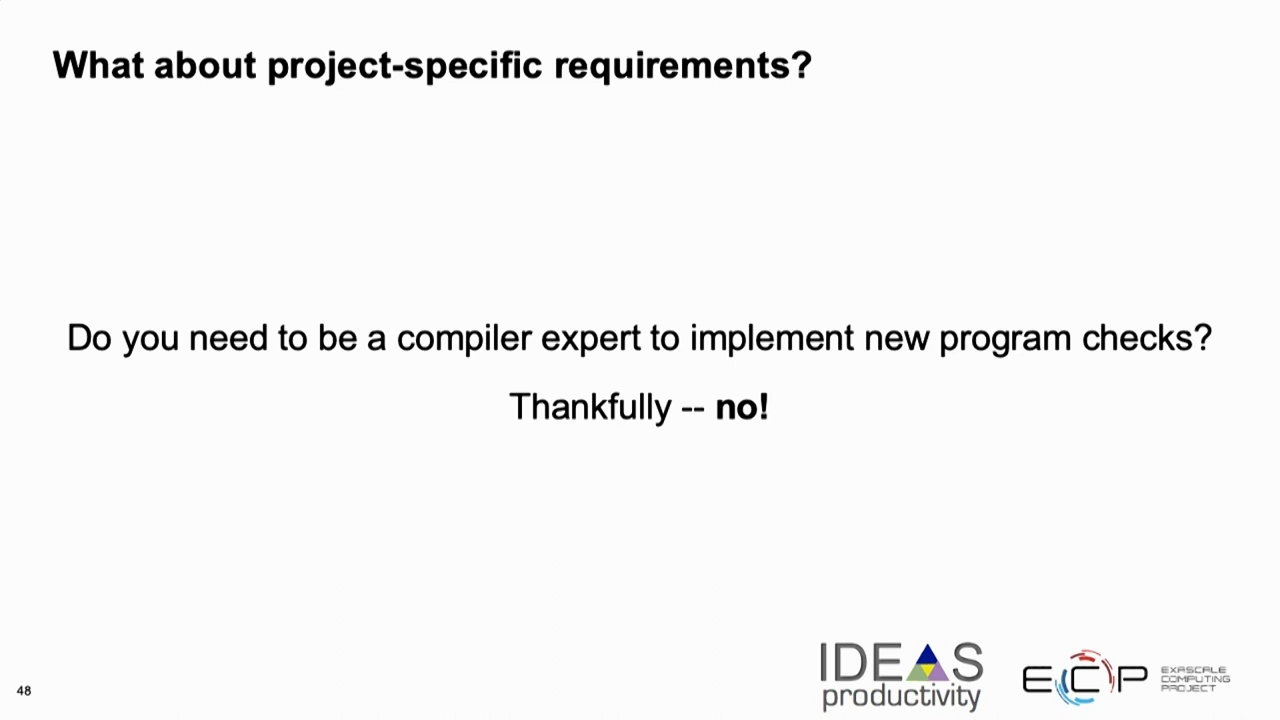 What about project-specific requirements?
Do you need to be a compiler expert to implement new program checks?
Thankfully -- no!
48
IDEAS
productivity
ECP
EXASCALE
COMPUTING
PROJECT